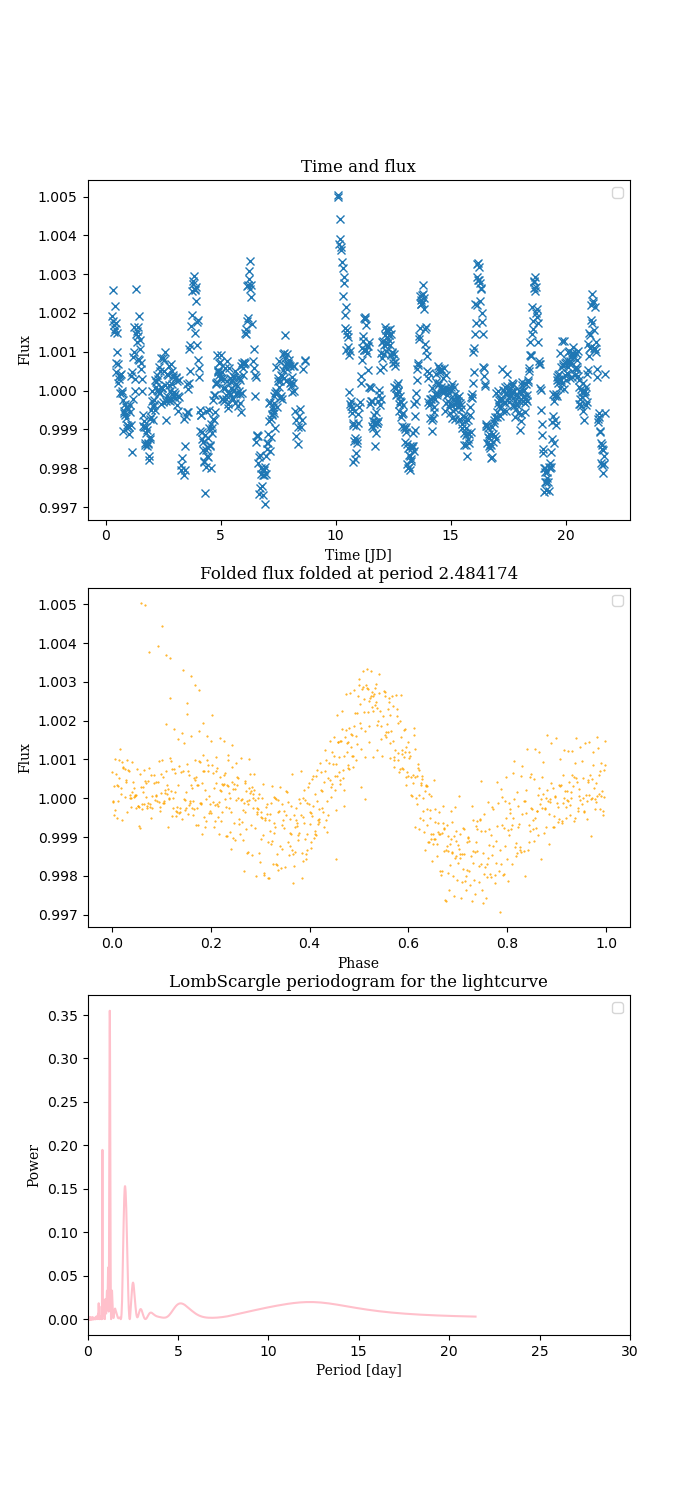 Time and flux
1.005
1.004
1.003
1.002
1.001
1.000
0.999
0.998
0.997
Flux
0 5 10 15 20
Time [JD]
Folded flux folded at period 2.484174
1.005
1.004
1.003
1.002
1.001
1.000
0.999
0.998
0.997
Flux
0.0 0.2 0.4 0.6 0.8 1.0
Phase
LombScargle periodogram for the lightcurve
0.35
0.30
0.25
0.20
0.15
0.10
0.05
0.00
Power
0 5 10 15 20 25 30
Period [day]